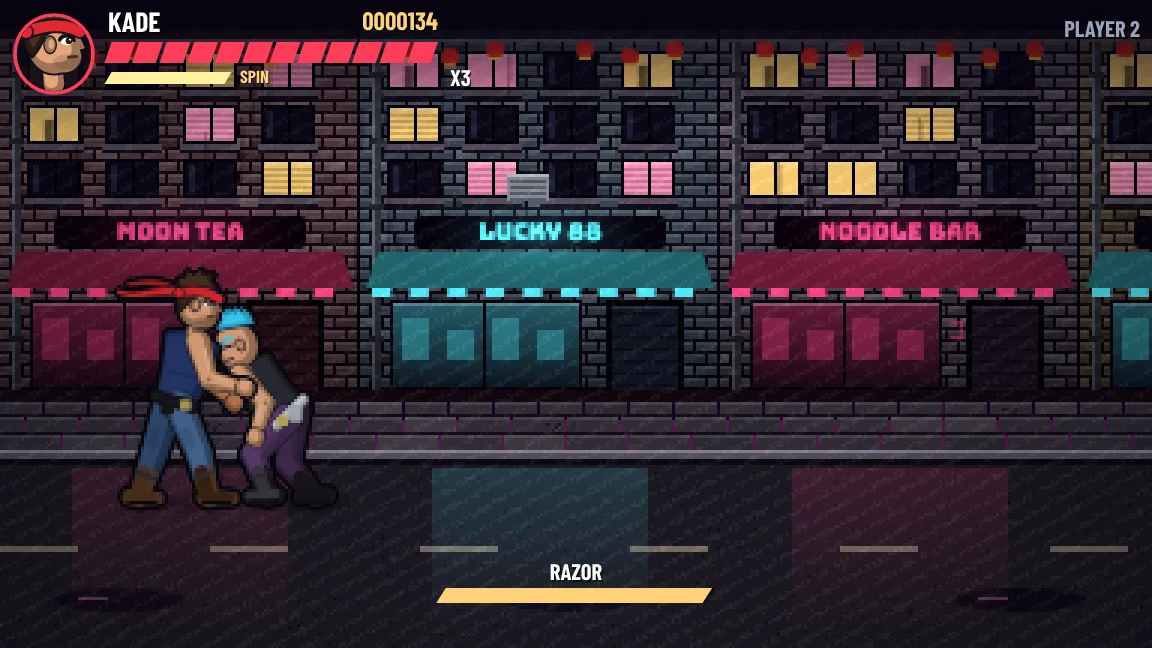 KADE
0000134
PLAYER 2
SPIN
X3
MOON TEA
LUCKY 88
NOODLE BAR
RAZOR